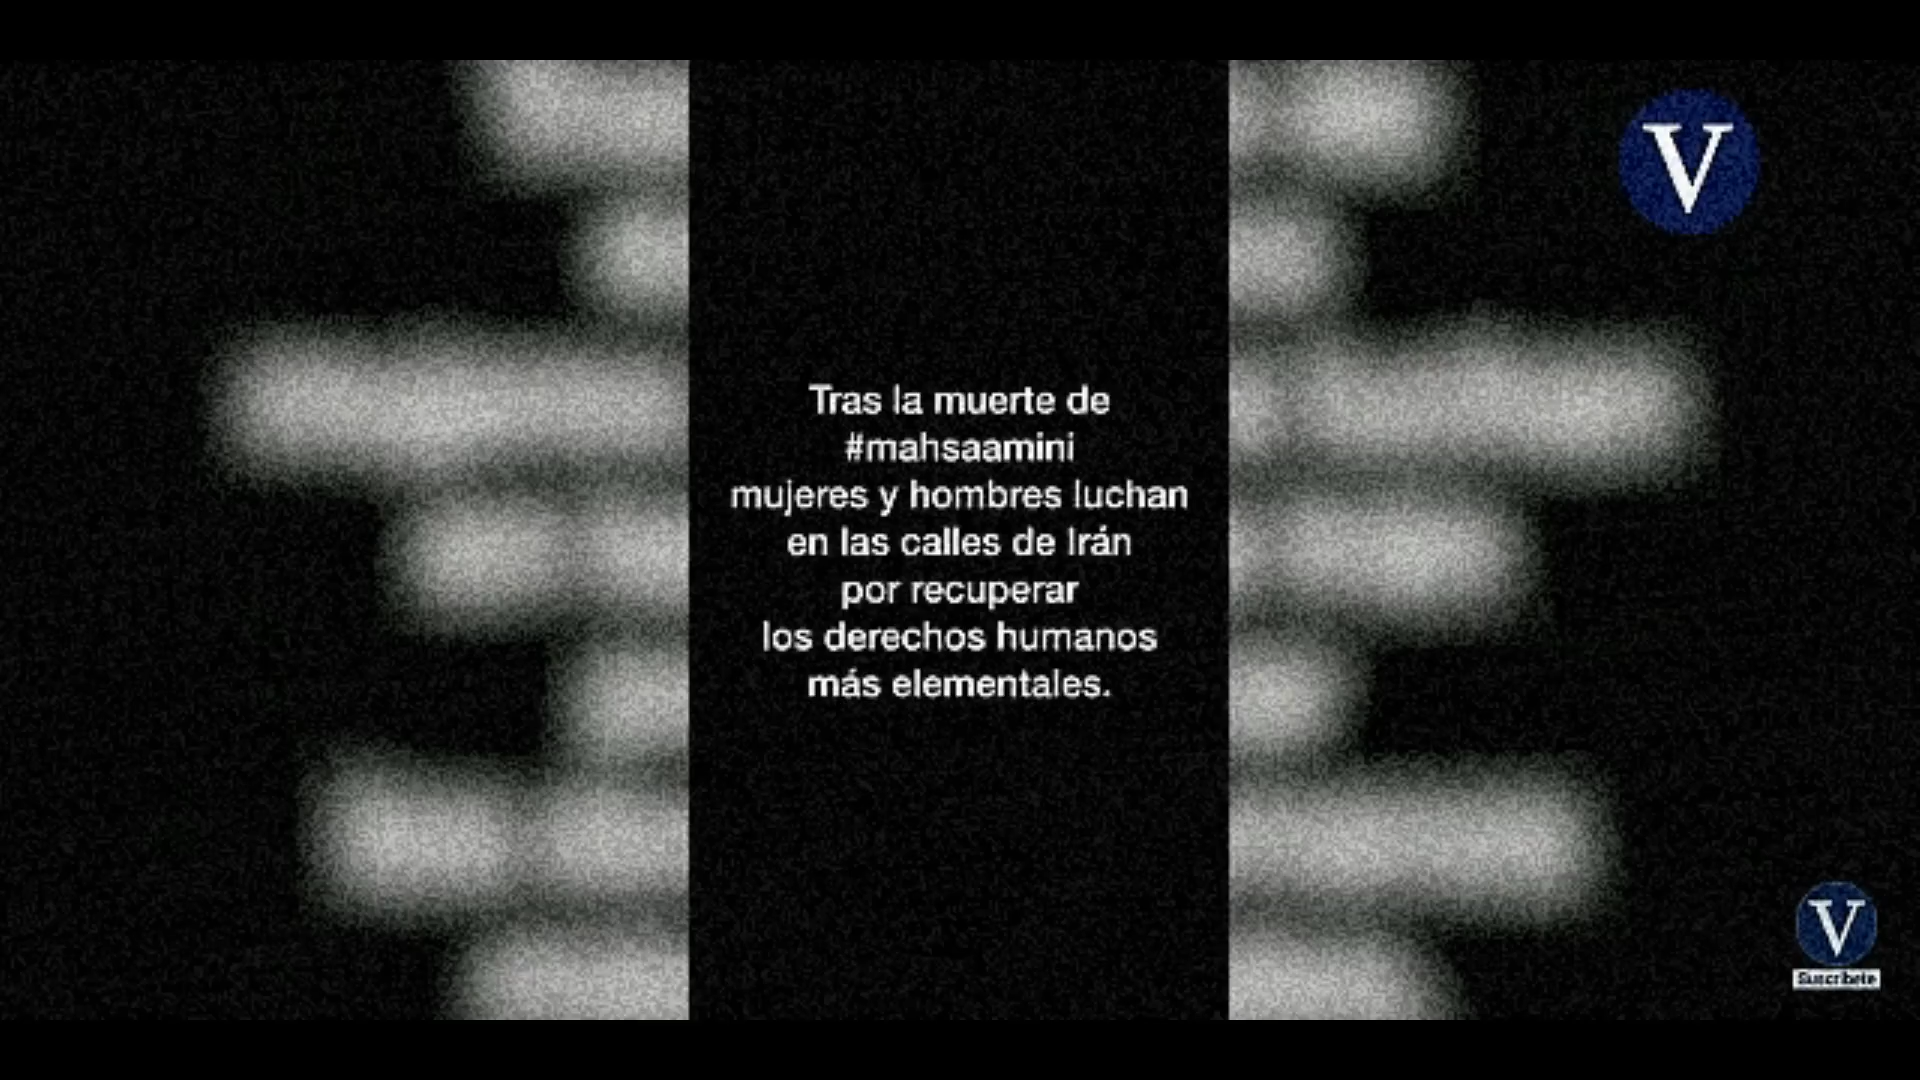 V
Tras la muerte de
#mahsaamini
mujeres y hombres luchan
en las calles de Irán
por recuperar
los derechos humanos
más elementales.
V
Suscríbete